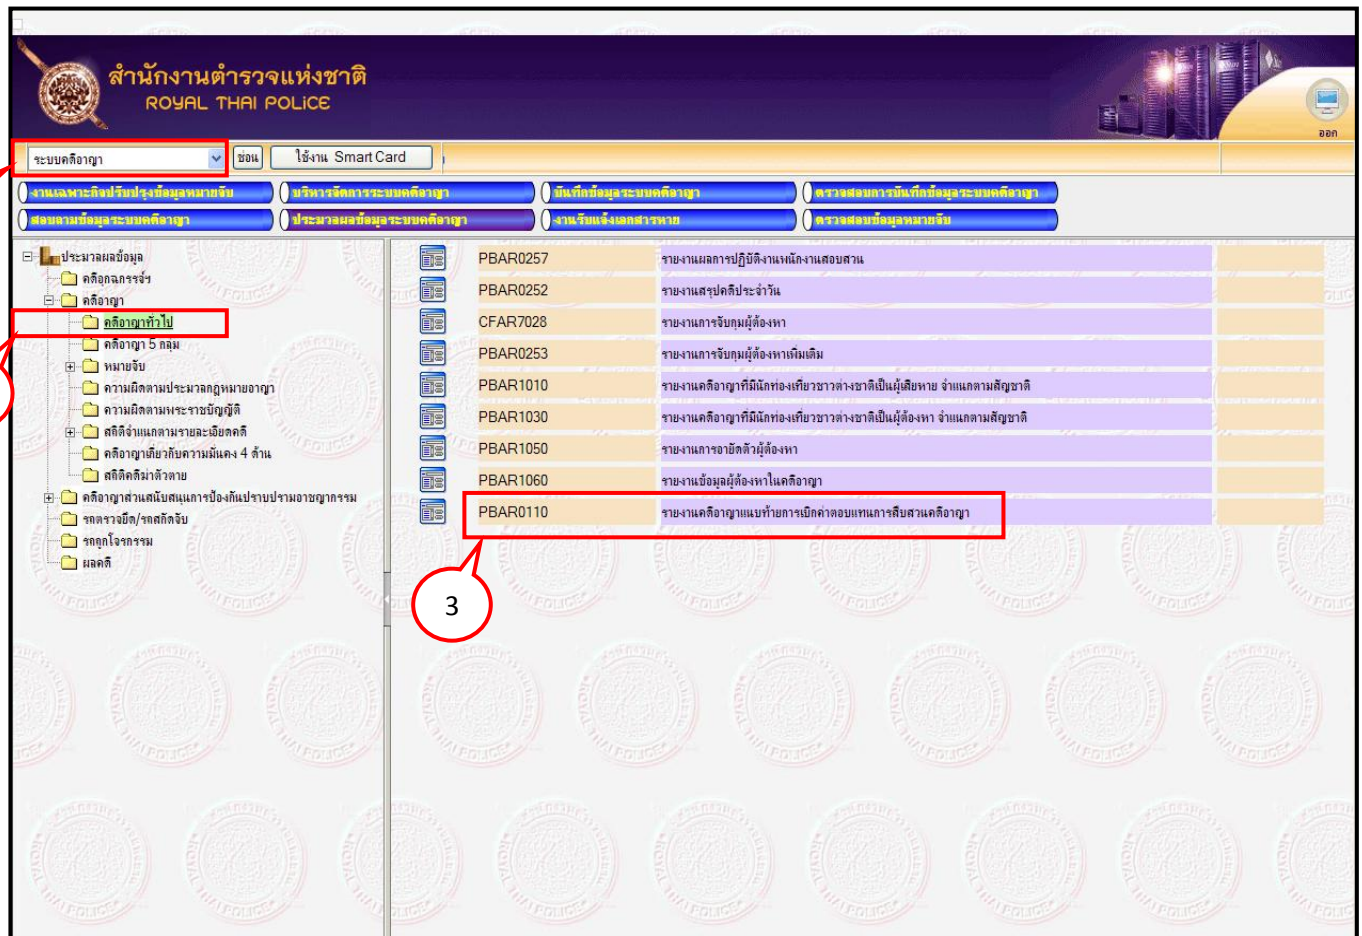 สำนักงานตำรวจแห่งชาติ
ROYAL THAI POLICE
ออก
ระบบคดีอาญา
ซ่อน
ใช้งาน Smart Card
งานเฉพาะกิจปรับปรุงข้อมูลหมายจับ
บริหารจัดการระบบคดีอาญา
บันทึกข้อมูลระบบคดีอาญา
ตรวจสอบการบันทึกข้อมูลระบบคดีอาญา
สอบถามข้อมูลระบบคดีอาญา
ประมวลผลข้อมูลระบบคดีอาญา
งานรับแจ้งเอกสารหาย
ตรวจสอบข้อมูลหมายจับ
ประมวลผลข้อมูล
คดีอุกฉกรรจ์ฯ
คดีอาญา
คดีอาญาทั่วไป
คดีอาญา 5 กลุ่ม
หมายจับ
ความผิดตามประมวลกฎหมายอาญา
ความผิดตามพระราชบัญญัติ
สถิติจำแนกตามรายละเอียดคดี
คดีอาญาเกี่ยวกับความมั่นคง 4 ด้าน
สถิติคดีฆ่าตัวตาย
คดีอาญาส่วนสนับสนุนการป้องกันปราบปรามอาชญากรรม
รถตรวจยึด/รถสกัดจับ
รถถูกโจรกรรม
ผลคดี
PBAR0257 รายงานผลการปฏิบัติงานพนักงานสอบสวน
PBAR0252 รายงานสรุปคดีประจำวัน
CFAR7028 รายงานการจับกุมผู้ต้องหา
PBAR0253 รายงานการจับกุมผู้ต้องหาเพิ่มเติม
PBAR1010 รายงานคดีอาญาที่มีนักท่องเที่ยวชาวต่างชาติเป็นผู้เสียหาย จำแนกตามสัญชาติ
PBAR1030 รายงานคดีอาญาที่มีนักท่องเที่ยวชาวต่างชาติเป็นผู้ต้องหา จำแนกตามสัญชาติ
PBAR1050 รายงานการอายัดตัวผู้ต้องหา
PBAR1060 รายงานข้อมูลผู้ต้องหาในคดีอาญา
PBAR0110 รายงานคดีอาญาแนบท้ายการเบิกค่าตอบแทนการสืบสวนคดีอาญา
3